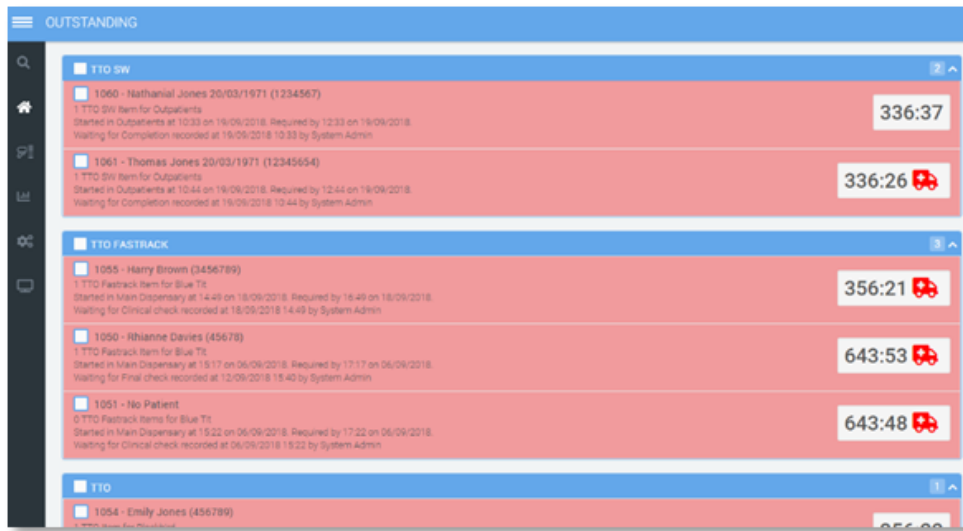 OUTSTANDING
TTO SW
2
1060 - Nathanial Jones 20/03/1971 (1234567)
1 TTO SW Item for Outpatients
Started in Outpatients at 10:33 on 19/09/2018. Required by 12:33 on 19/09/2018.
Waiting for Completion recorded at 19/09/2018 10:33 by System Admin
336:37
1061 - Thomas Jones 20/03/1971 (12345654)
1 TTO SW Item for Outpatients
Started in Outpatients at 10:44 on 19/09/2018. Required by 12:44 on 19/09/2018.
Waiting for Completion recorded at 19/09/2018 10:44 by System Admin
336:26
TTO FASTRACK
3
1055 - Harry Brown (3456789)
1 TTO Fastrack Item for Blue Tit
Started in Main Dispensary at 14:49 on 18/09/2018. Required by 16:49 on 18/09/2018.
Waiting for Clinical check recorded at 18/09/2018 14:49 by System Admin
356:21
1050 - Rhianne Davies (45678)
1 TTO Fastrack Item for Blue Tit
Started in Main Dispensary at 15:17 on 06/09/2018. Required by 17:17 on 06/09/2018.
Waiting for Final check recorded at 12/09/2018 15:40 by System Admin
643:53
1051 - No Patient
0 TTO Fastrack Items for Blue Tit
Started in Main Dispensary at 15:22 on 06/09/2018. Required by 17:22 on 06/09/2018.
Waiting for Clinical check recorded at 06/09/2018 15:22 by System Admin
643:48
TTO
1
1054 - Emily Jones (456789)
1 TTO Item for Blackbird